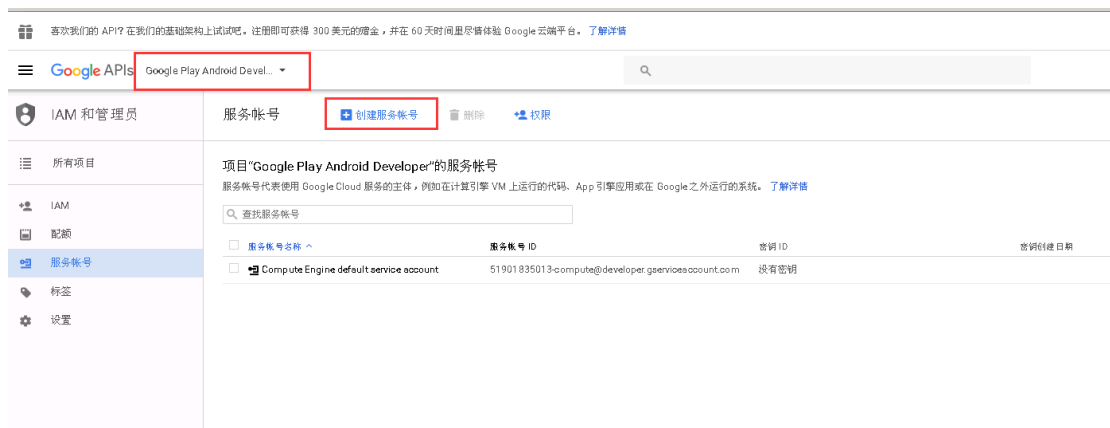 喜欢我们的 API? 在我们的基础架构上试试吧。注册即可获得 300 美元的赠金，并在 60 天时间里尽情体验 Google 云端平台。 了解详情
Google APIs Google Play Android Devel...
IAM 和管理员
服务帐号 创建服务帐号 删除 权限
所有项目
项目“Google Play Android Developer”的服务帐号
服务帐号代表使用 Google Cloud 服务的主体，例如在计算引擎 VM 上运行的代码、App 引擎应用或在 Google 之外运行的系统。 了解详情
IAM
查找服务帐号
配额
服务帐号名称 服务帐号 ID 密钥 ID 密钥创建日期
服务帐号
Compute Engine default service account 51901835013-compute@developer.gserviceaccount.com 没有密钥
标签
设置